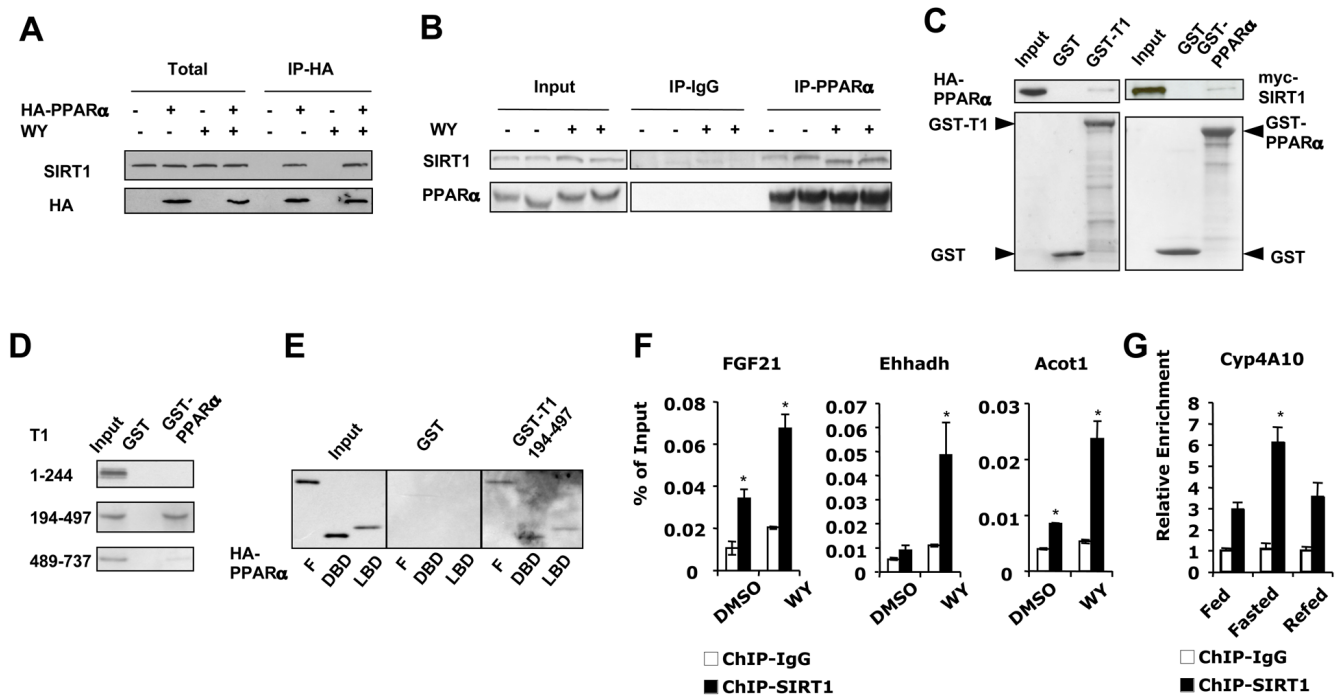 A
Total IP-HA
HA-PPARα - + - + - + - +
WY - - + + - - + +
SIRT1
HA
B
Input IP-IgG IP-PPARα
WY - - + + - - + + - - + +
SIRT1
PPARα
C
Input GST GST-T1 Input GST GST-PPARα
HA-PPARα
myc-SIRT1
GST-T1
GST-PPARα
GST
GST
D
T1 Input GST GST-PPARα
1-244
194-497
489-737
E
Input GST GST-T1 194-497
HA-PPARα F DBD LBD F DBD LBD F DBD LBD
F
FGF21 Ehhadh Acot1
% of Input
0.08
0.06
0.04
0.02
0
*
*
DMSO WY
0.07
0.06
0.05
0.04
0.03
0.02
0.01
0
*
DMSO WY
0.03
0.02
0.01
0
*
*
DMSO WY
ChIP-IgG
ChIP-SIRT1
G
Cyp4A10
Relative Enrichment
8
7
6
5
4
3
2
1
0
*
Fed Fasted Refed
ChIP-IgG
ChIP-SIRT1